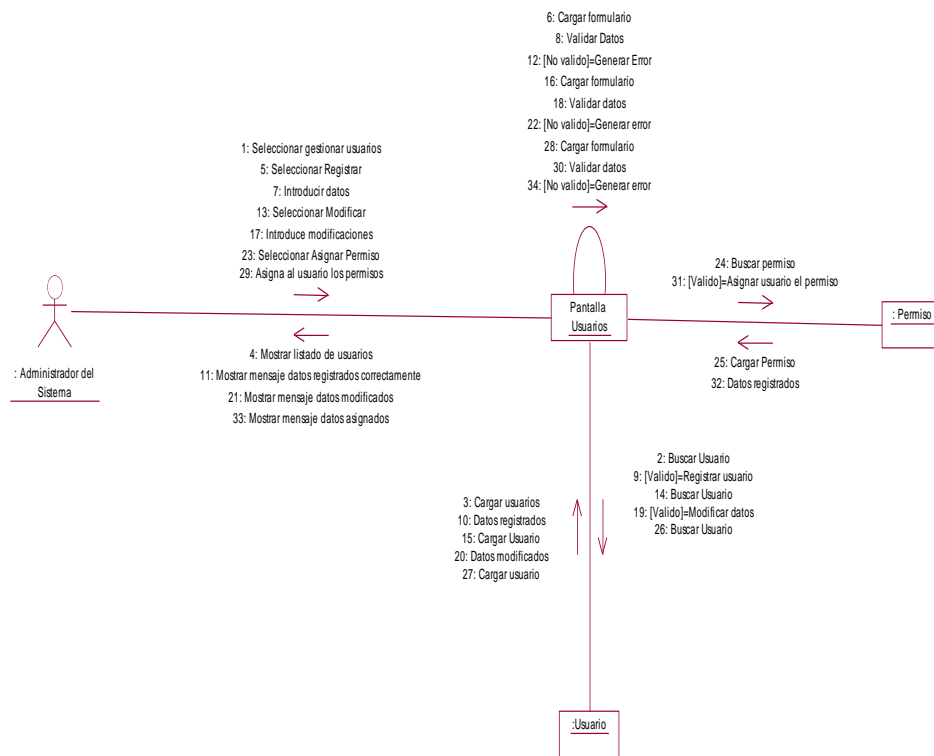 6: Cargar formulario
8: Validar Datos
12: [No valido]=Generar Error
16: Cargar formulario
18: Validar datos
22: [No valido]=Generar error
28: Cargar formulario
30: Validar datos
34: [No valido]=Generar error
1: Seleccionar gestionar usuarios
5: Seleccionar Registrar
7: Introducir datos
13: Seleccionar Modificar
17: Introduce modificaciones
23: Seleccionar Asignar Permiso
29: Asigna al usuario los permisos
24: Buscar permiso
31: [Valido]=Asignar usuario el permiso
Pantalla
Usuarios
: Permiso
4: Mostrar listado de usuarios
11: Mostrar mensaje datos registrados correctamente
21: Mostrar mensaje datos modificados
33: Mostrar mensaje datos asignados
25: Cargar Permiso
32: Datos registrados
: Administrador del
Sistema
2: Buscar Usuario
9: [Valido]=Registrar usuario
14: Buscar Usuario
19: [Valido]=Modificar datos
26: Buscar Usuario
3: Cargar usuarios
10: Datos registrados
15: Cargar Usuario
20: Datos modificados
27: Cargar usuario
:Usuario